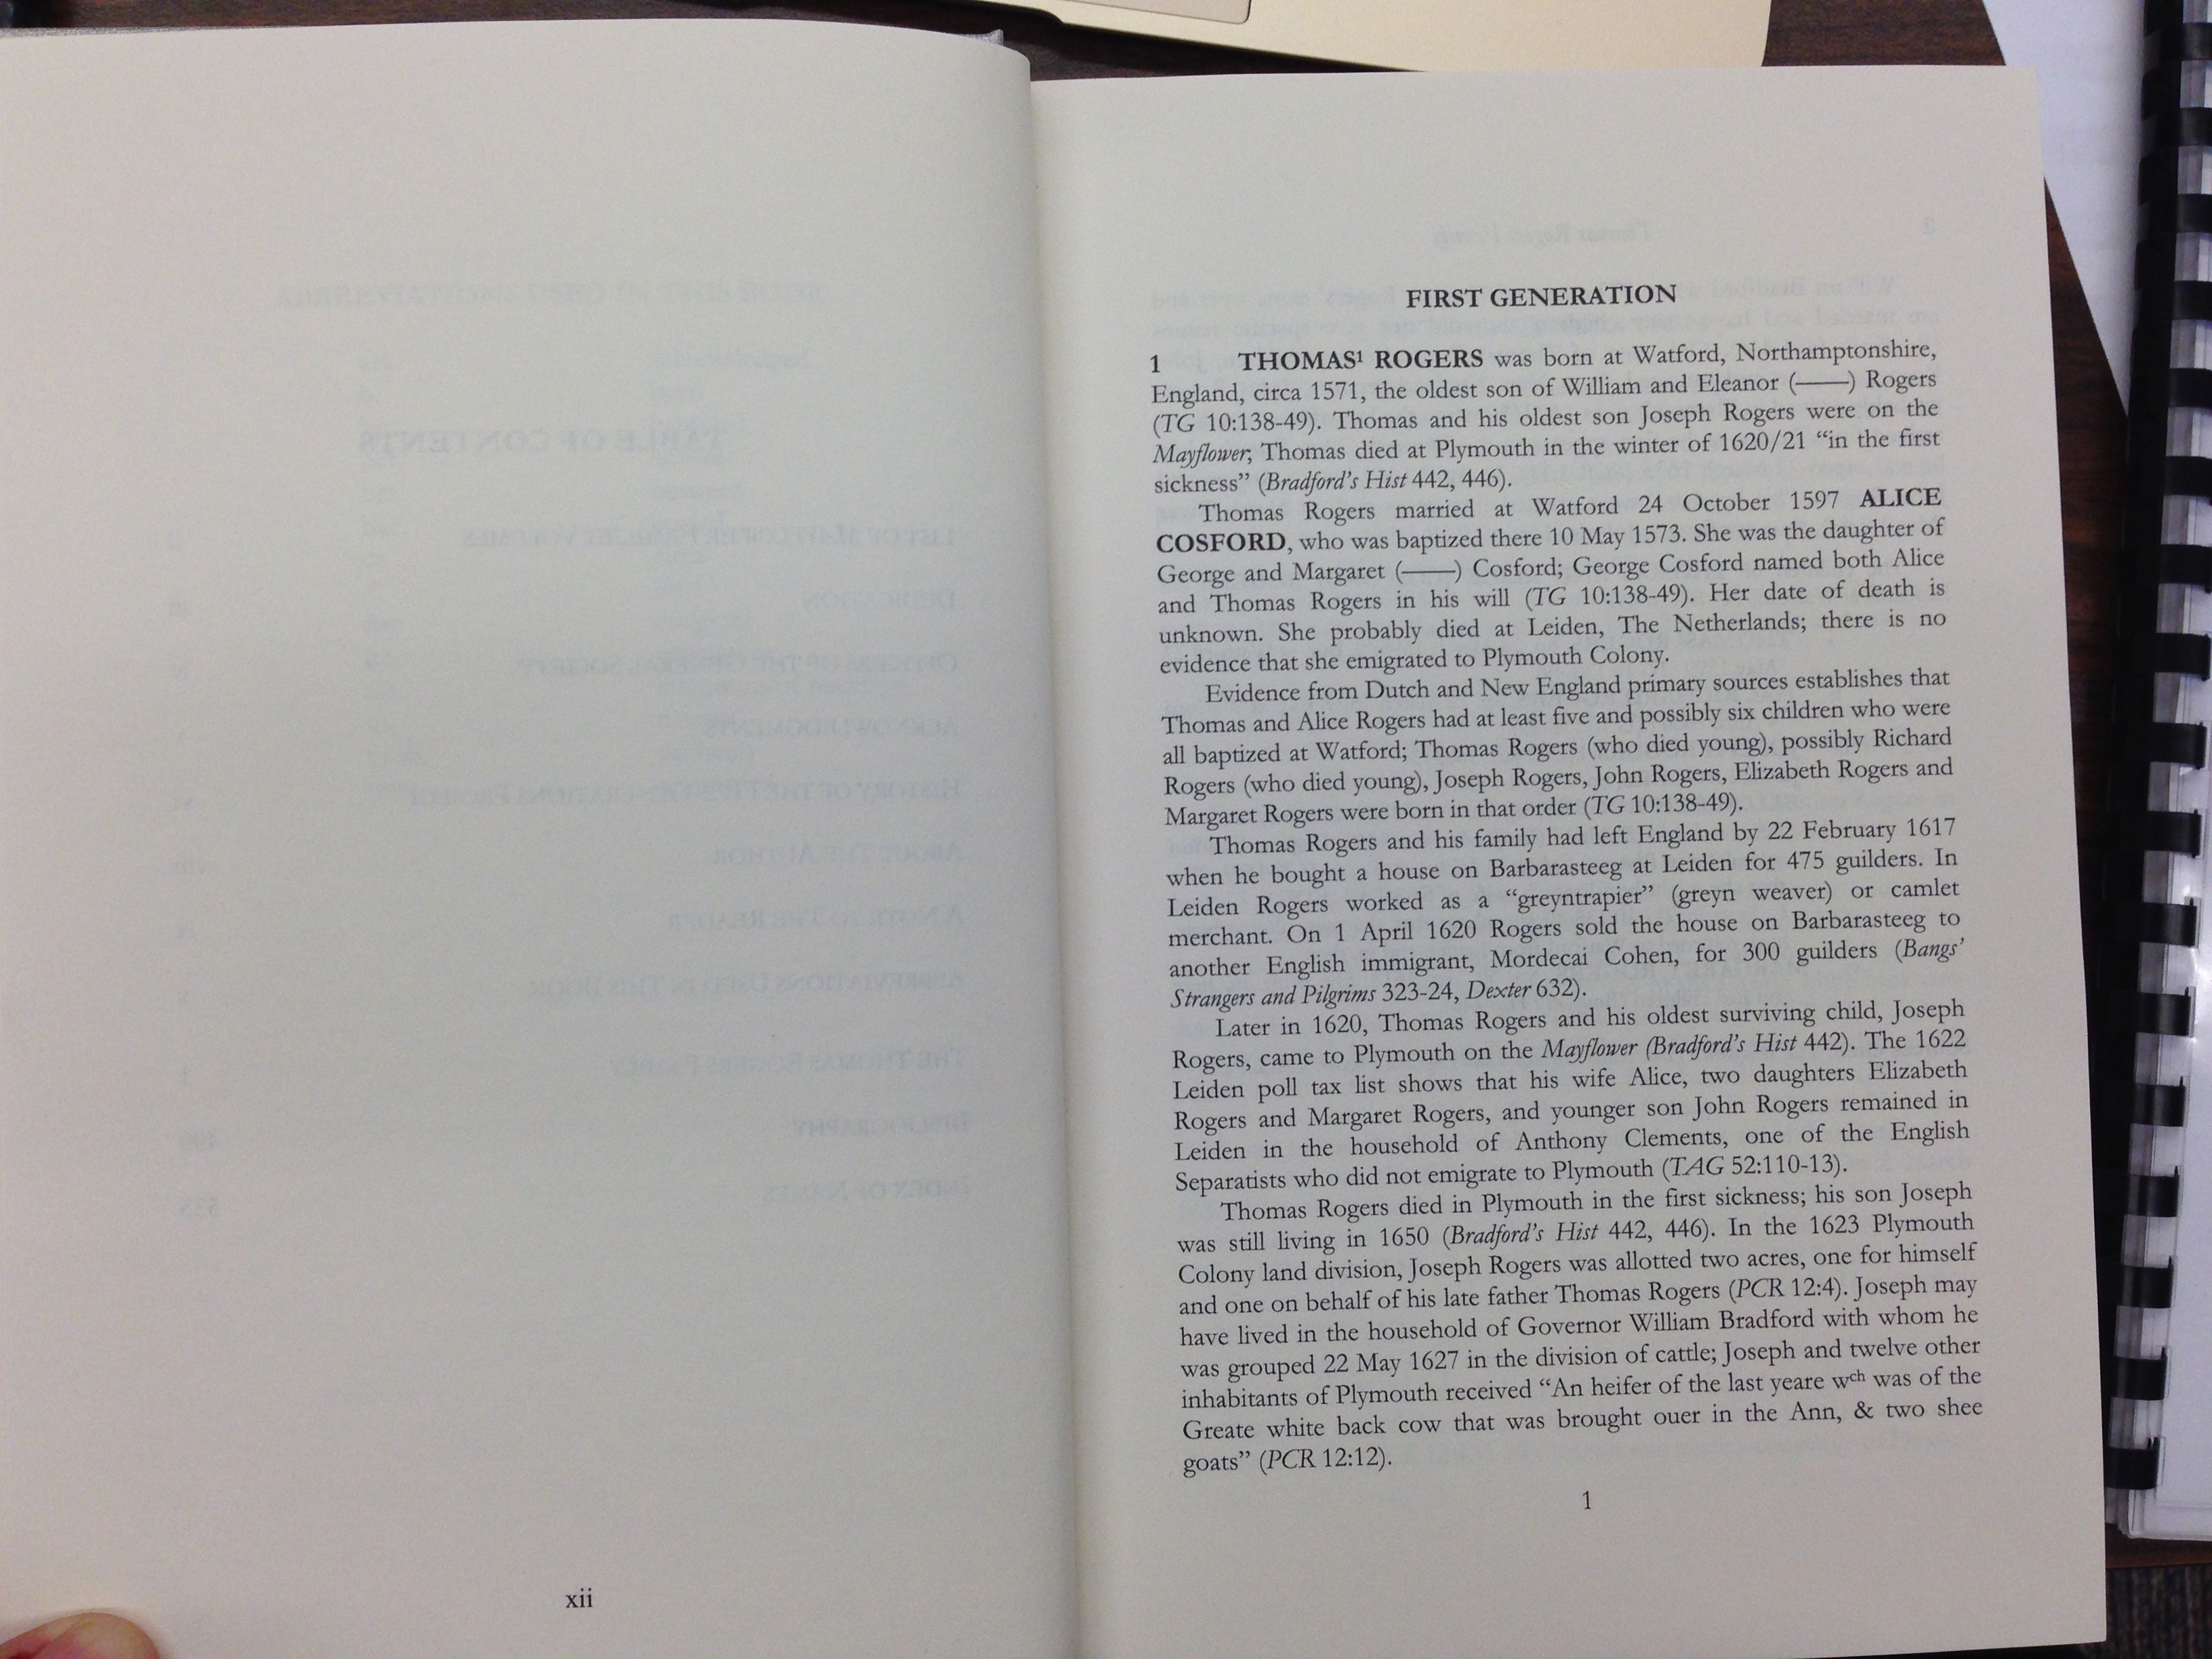 xii
FIRST GENERATION
1 THOMAS¹ ROGERS was born at Watford, Northamptonshire,
England, circa 1571, the oldest son of William and Eleanor (——) Rogers
(TG 10:138-49). Thomas and his oldest son Joseph Rogers were on the
Mayflower; Thomas died at Plymouth in the winter of 1620/21 “in the first
sickness” (Bradford’s Hist 442, 446).
Thomas Rogers married at Watford 24 October 1597 ALICE
COSFORD, who was baptized there 10 May 1573. She was the daughter of
George and Margaret (——) Cosford; George Cosford named both Alice
and Thomas Rogers in his will (TG 10:138-49). Her date of death is
unknown. She probably died at Leiden, The Netherlands; there is no
evidence that she emigrated to Plymouth Colony.
Evidence from Dutch and New England primary sources establishes that
Thomas and Alice Rogers had at least five and possibly six children who were
all baptized at Watford; Thomas Rogers (who died young), possibly Richard
Rogers (who died young), Joseph Rogers, John Rogers, Elizabeth Rogers and
Margaret Rogers were born in that order (TG 10:138-49).
Thomas Rogers and his family had left England by 22 February 1617
when he bought a house on Barbarasteeg at Leiden for 475 guilders. In
Leiden Rogers worked as a “greyntrapier” (greyn weaver) or camlet
merchant. On 1 April 1620 Rogers sold the house on Barbarasteeg to
another English immigrant, Mordecai Cohen, for 300 guilders (Bangs’
Strangers and Pilgrims 323-24, Dexter 632).
Later in 1620, Thomas Rogers and his oldest surviving child, Joseph
Rogers, came to Plymouth on the Mayflower (Bradford’s Hist 442). The 1622
Leiden poll tax list shows that his wife Alice, two daughters Elizabeth
Rogers and Margaret Rogers, and younger son John Rogers remained in
Leiden in the household of Anthony Clements, one of the English
Separatists who did not emigrate to Plymouth (TAG 52:110-13).
Thomas Rogers died in Plymouth in the first sickness; his son Joseph
was still living in 1650 (Bradford’s Hist 442, 446). In the 1623 Plymouth
Colony land division, Joseph Rogers was allotted two acres, one for himself
and one on behalf of his late father Thomas Rogers (PCR 12:4). Joseph may
have lived in the household of Governor William Bradford with whom he
was grouped 22 May 1627 in the division of cattle; Joseph and twelve other
inhabitants of Plymouth received “An heifer of the last yeare wᶜʰ was of the
Greate white back cow that was brought ouer in the Ann, & two shee
goats” (PCR 12:12).
1